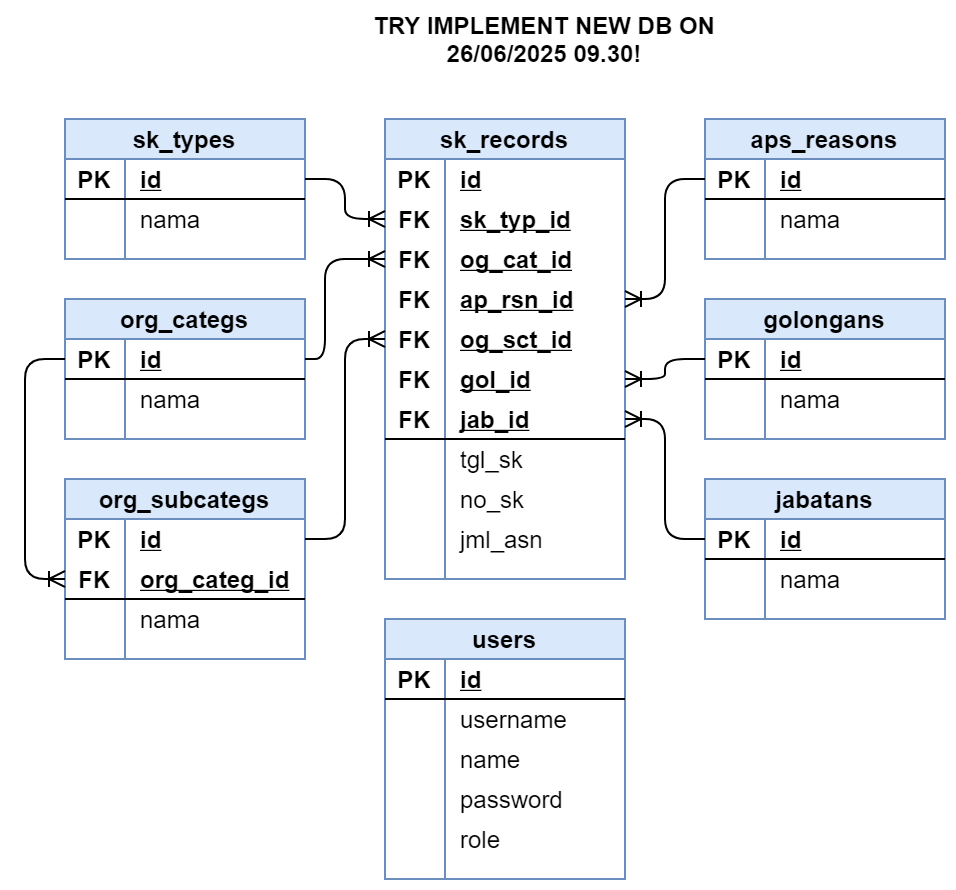 TRY IMPLEMENT NEW DB ON
26/06/2025 09.30!
sk_types
PK id
nama
org_categs
PK id
nama
org_subcategs
PK id
FK org_categ_id
nama
sk_records
PK id
FK sk_typ_id
FK og_cat_id
FK ap_rsn_id
FK og_sct_id
FK gol_id
FK jab_id
tgl_sk
no_sk
jml_asn
users
PK id
username
name
password
role
aps_reasons
PK id
nama
golongans
PK id
nama
jabatans
PK id
nama